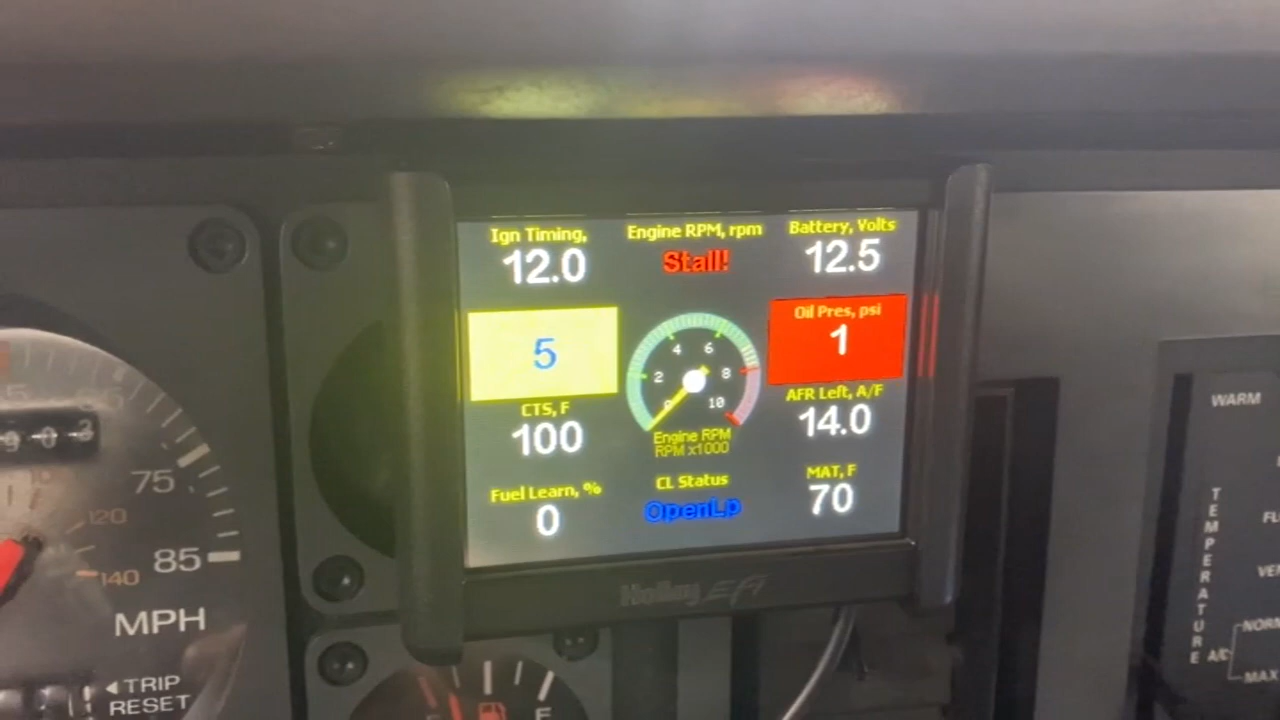 Ign Timing,
12.0
Engine RPM, rpm
Stall!
Battery, Volts
12.5
5
Oil Pres, psi
1
CTS, F
100
2
4
6
8
10
Engine RPM
RPM x1000
AFR Left, A/F
14.0
Fuel Learn, %
0
CL Status
OpenLp
MAT, F
70
Holley EFI
75
120
85
140
MPH
TRIP
RESET
F
WARM
TEMPERATURE
A/C
NORM
MAX